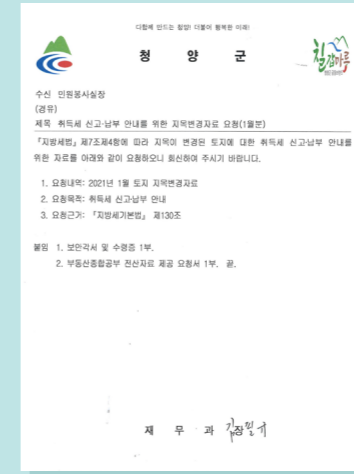 다함께 만드는 청양! 더불어 행복한 미래!
청 양 군
칠갑마루
수신 민원봉사실장
(경유)
제목 취득세 신고·납부 안내를 위한 지목변경자료 요청(1월분)
『지방세법』 제7조제4항에 따라 지목이 변경된 토지에 대한 취득세 신고·납부 안내를
위한 자료를 아래와 같이 요청하오니 회신하여 주시기 바랍니다.
1. 요청내역: 2021년 1월 토지 지목변경자료
2. 요청목적: 취득세 신고·납부 안내
3. 요청근거: 『지방세기본법』 제130조
붙임 1. 보안각서 및 수령증 1부.
2. 부동산종합공부 전산자료 제공 요청서 1부. 끝.
재 무 과 장